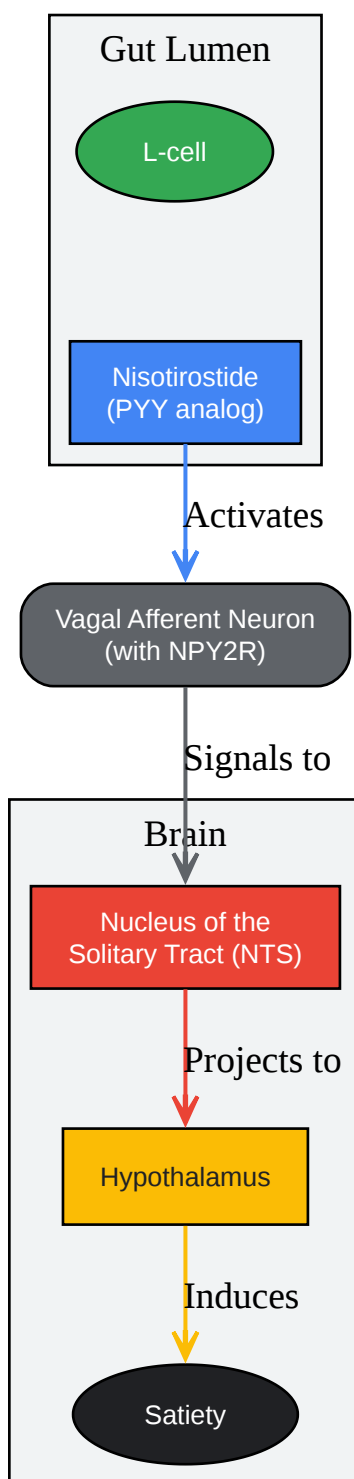 Gut Lumen
L-cell
Nisotirostide
(PYY analog)
Activates
Vagal Afferent Neuron
(with NPY2R)
Signals to
Brain
Nucleus of the
Solitary Tract (NTS)
Projects to
Hypothalamus
Induces
Satiety